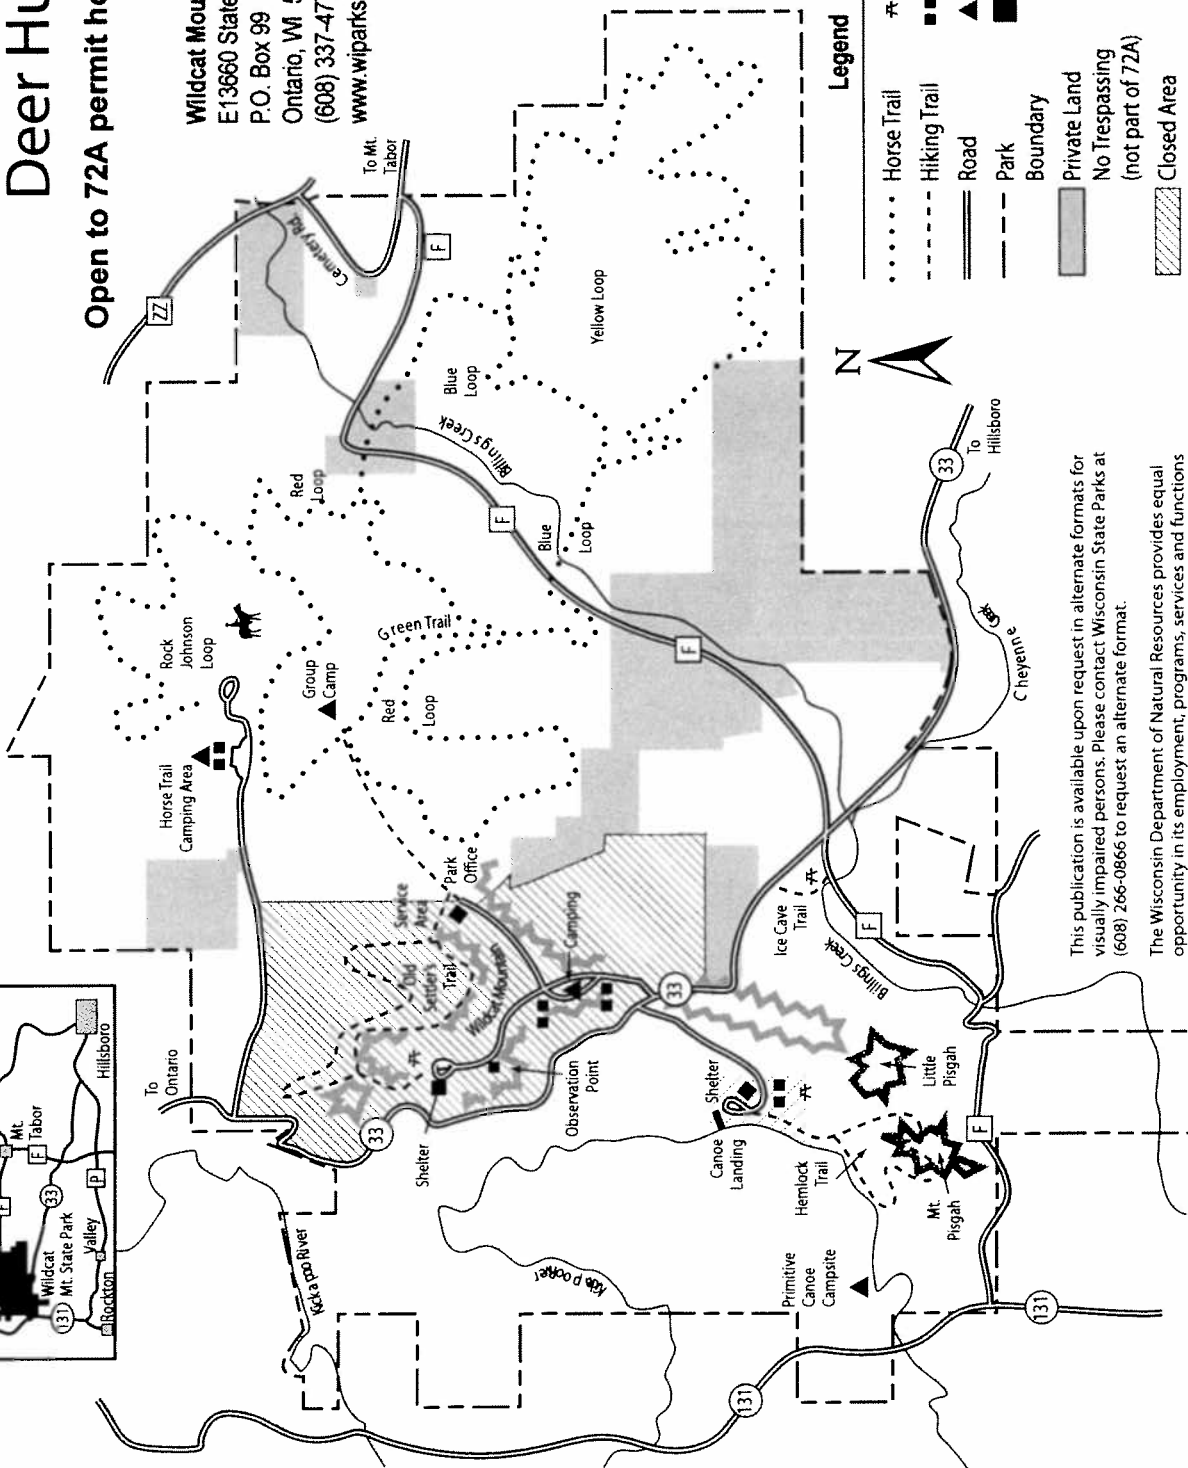 Deer Hu
Open to 72A permit ho
Wildcat Mou
E13660 State
P.O. Box 99
Ontario, WI 5
(608) 337-47
www.wiparks
Legend
Horse Trail
Hiking Trail
Road
Park
Boundary
Private Land
No Trespassing
(not part of 72A)
Closed Area
N
ZZ
Cemetery Rd.
To Mt.
Tabor
F
Yellow Loop
Blue
Loop
Billings Creek
Red
Loop
F
Blue
Loop
Rock
Johnson
Loop
Green Trail
Group
Camp
Red
Loop
F
33
To
Hillsboro
Cheyenne Creek
Horse Trail
Camping Area
Park
Office
Service
Area
Old
Settler's
Trail
Wildcat Mountain
Camping
33
Ice Cave
Trail
F
Billings Creek
To
Ontario
33
Shelter
Observation
Point
Shelter
Canoe
Landing
Hemlock
Trail
Little
Pisgah
Mt.
Pisgah
F
Primitive
Canoe
Campsite
Kickapoo River
131
131
Mt.
Tabor
F
F
33
P
Hillsboro
Wildcat
Mt. State Park
Valley
131
Rockton
This publication is available upon request in alternate formats for
visually impaired persons. Please contact Wisconsin State Parks at
(608) 266-0866 to request an alternate format.
The Wisconsin Department of Natural Resources provides equal
opportunity in its employment, programs, services and functions